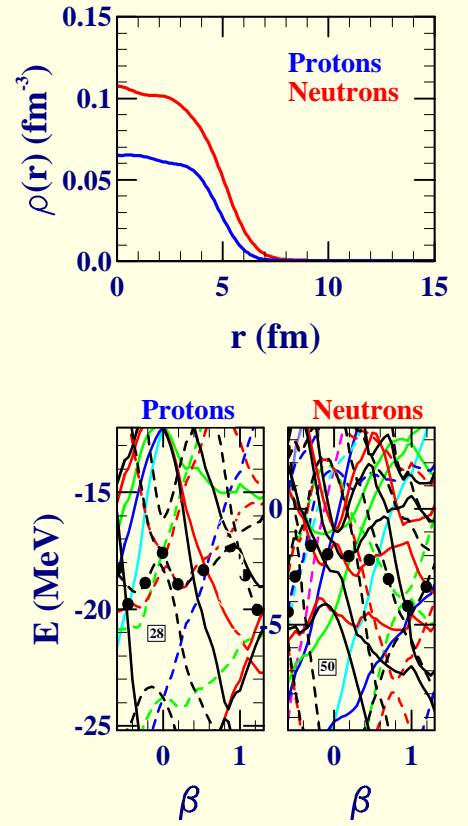 0.15
0.1
0.05
0.0
ρ(r) (fm-3)
Protons
Neutrons
0 5 10 15
r (fm)
Protons Neutrons
E (MeV)
-15
-20
-25
0
-5
28
50
0 1 0 1
β β